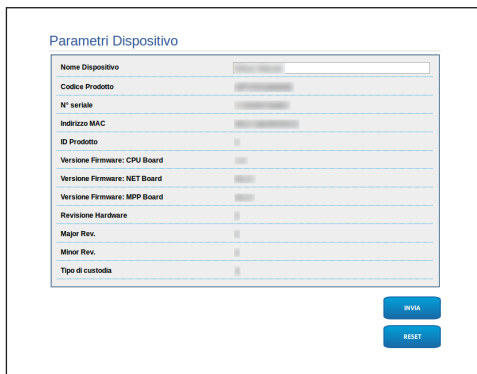 Parametri Dispositivo
Nome Dispositivo
Codice Prodotto
N° seriale
Indirizzo MAC
ID Prodotto
Versione Firmware: CPU Board
Versione Firmware: NET Board
Versione Firmware: MPP Board
Revisione Hardware
Major Rev.
Minor Rev.
Tipo di custodia
INVIA
RESET